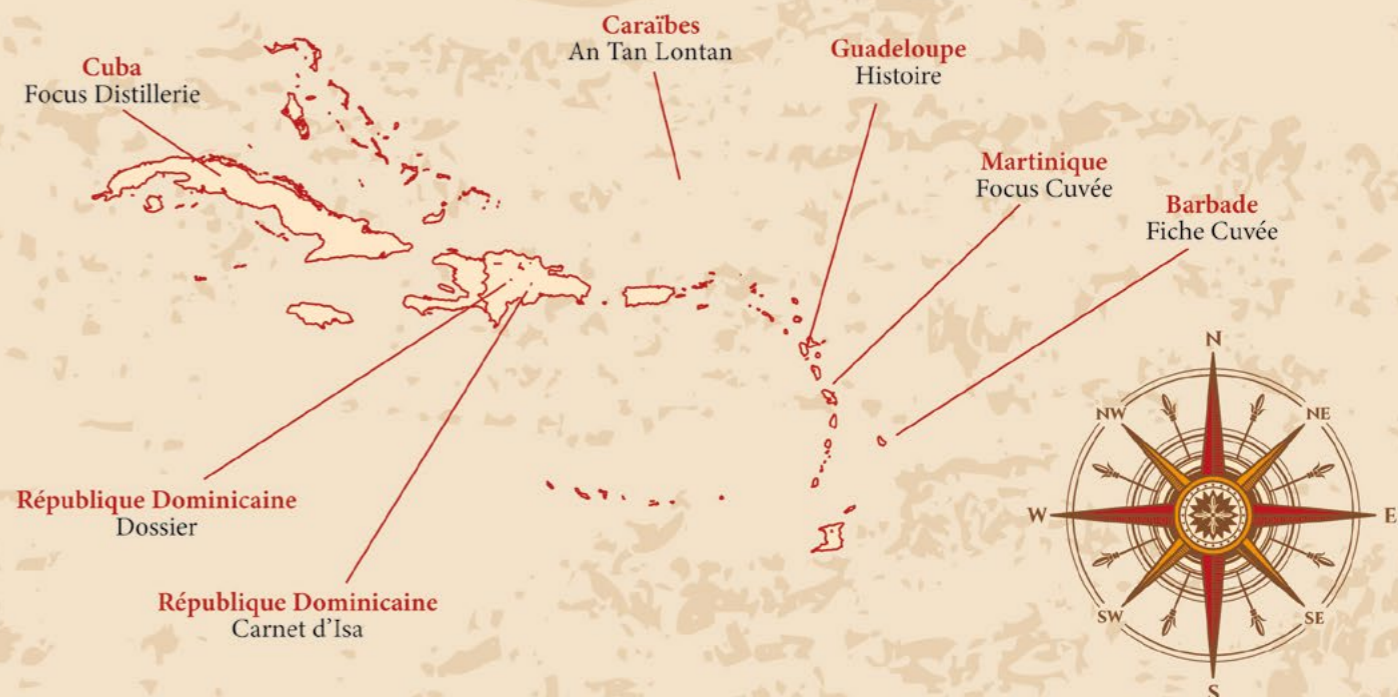 Caraïbes
An Tan Lontan
Guadeloupe
Histoire
Cuba
Focus Distillerie
Martinique
Focus Cuvée
Barbade
Fiche Cuvée
République Dominicaine
Dossier
République Dominicaine
Carnet d'Isa
N
NW
NE
W
E
SW
SE
S